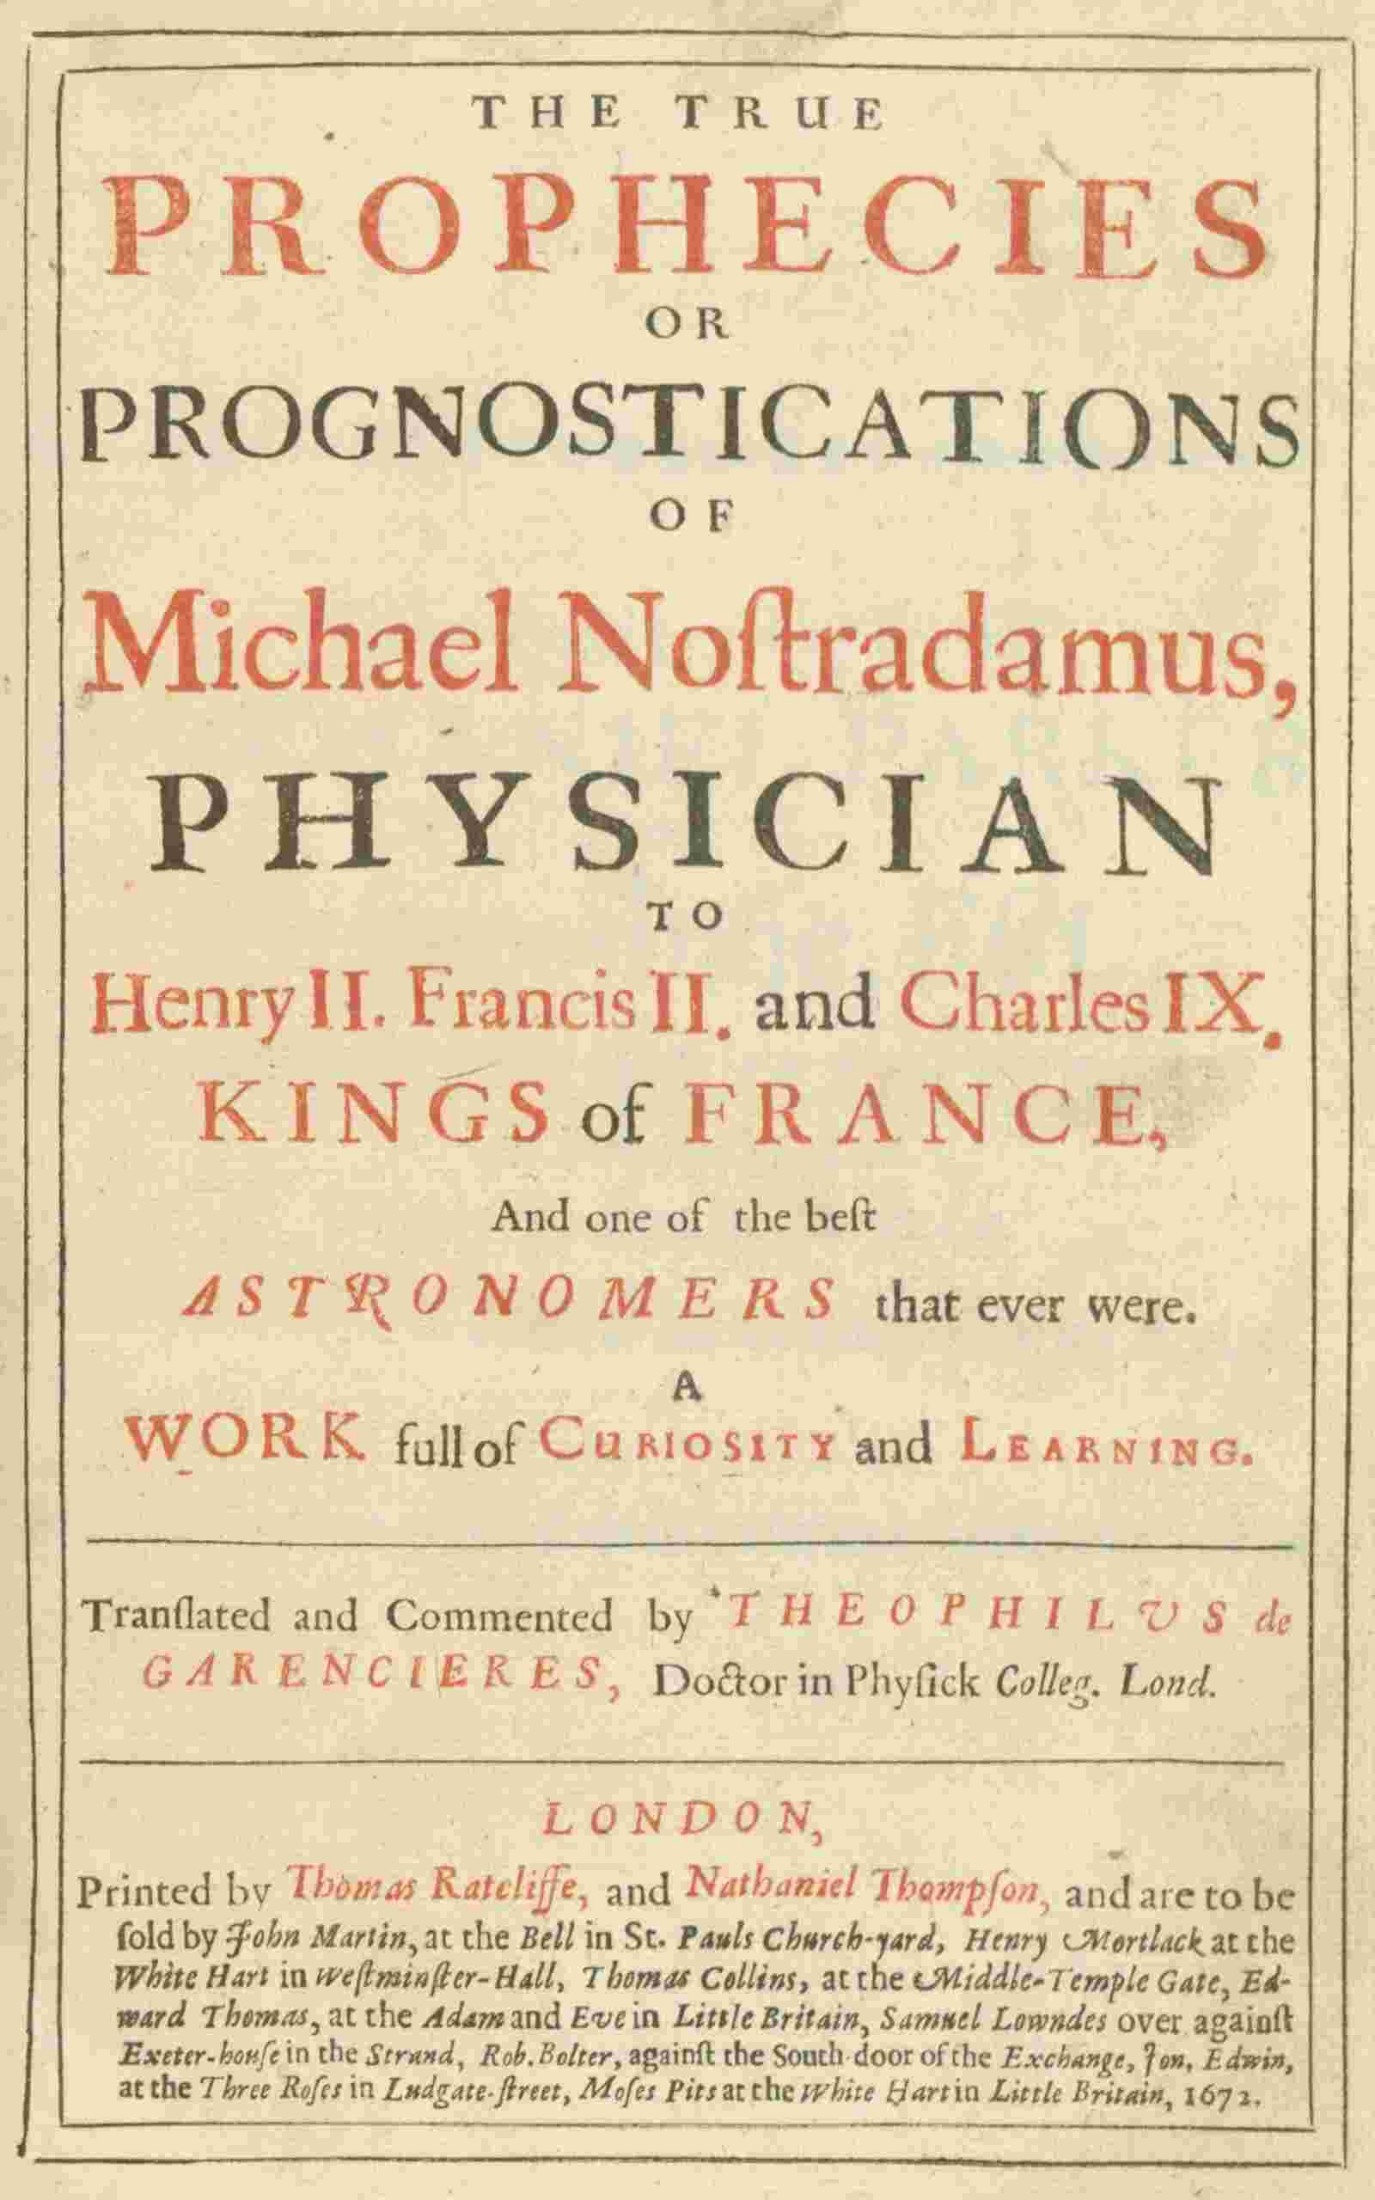 THE TRUE
PROPHECIES
OR
PROGNOSTICATIONS
OF
Michael Noſtradamus,
PHYSICIAN
TO
Henry II. Francis II. and Charles IX.
KINGS of FRANCE,
And one of the beſt
ASTRONOMERS that ever were.
A
WORK full of CURIOSITY and LEARNING.
Tranſlated and Commented by THEOPHILVS de
GARENCIERES, Doctor in Phyſick Colleg. Lond.
LONDON,
Printed by Thomas Ratcliffe, and Nathaniel Thompſon, and are to be
ſold by John Martin, at the Bell in St. Pauls Church-yard, Henry Mortlack at the
White Hart in Weſtminſter-Hall, Thomas Collins, at the Middle-Temple Gate, Ed-
ward Thomas, at the Adam and Eve in Little Britain, Samuel Lowndes over againſt
Exeter-houſe in the Strand, Rob. Bolter, againſt the South-door of the Exchange, Jon, Edwin,
at the Three Roſes in Ludgate-ſtreet, Moſes Pits at the White Hart in Little Britain, 1672.